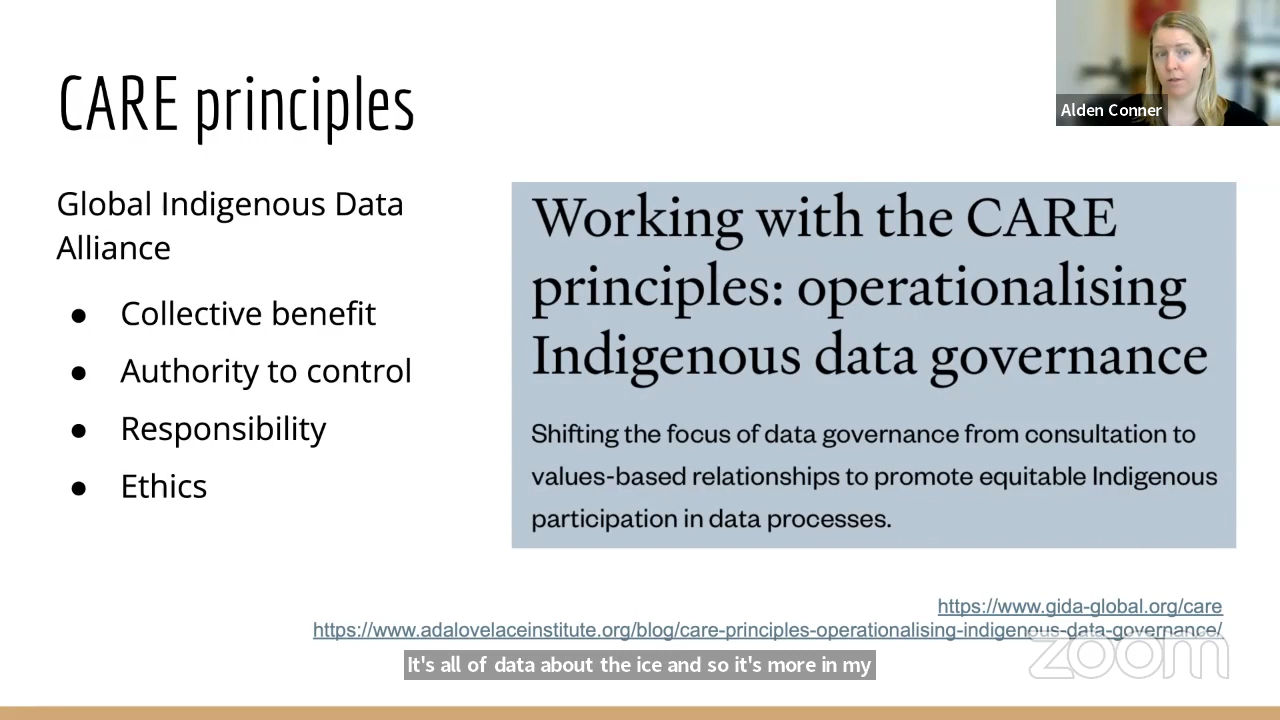 CARE principles
Alden Conner
Global Indigenous Data
Alliance
● Collective benefit
● Authority to control
● Responsibility
● Ethics
Working with the CARE
principles: operationalising
Indigenous data governance
Shifting the focus of data governance from consultation to
values-based relationships to promote equitable Indigenous
participation in data processes.
https://www.gida-global.org/care
https://www.adalovelaceinstitute.org/blog/care-principles-operationalising-indigenous-data-governance/
It's all of data about the ice and so it's more in my
zoom